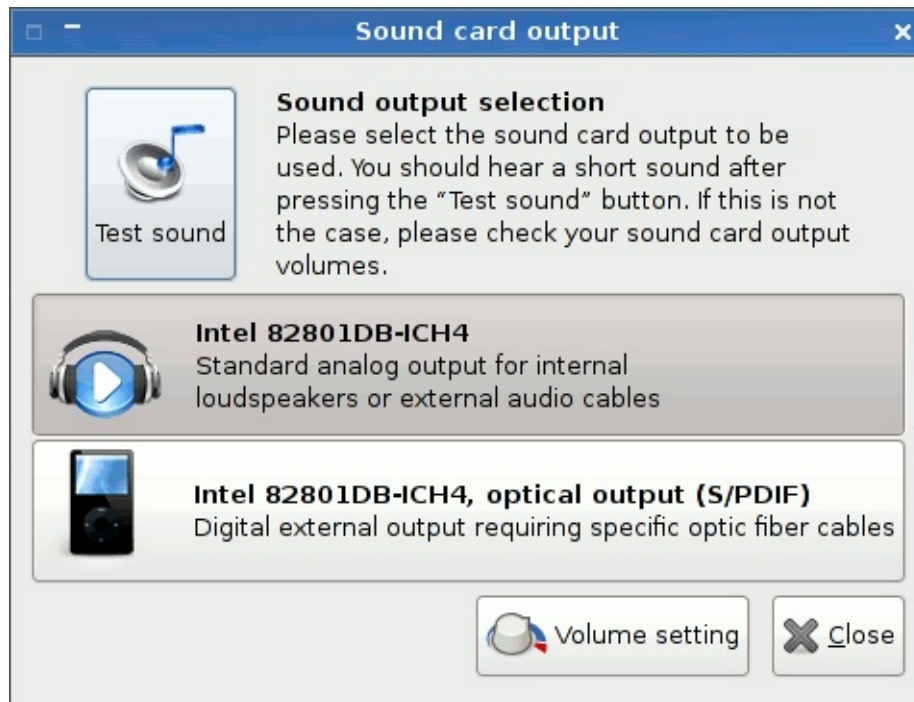 Sound card output
Sound output selection
Please select the sound card output to be
used. You should hear a short sound after
pressing the “Test sound” button. If this is not
the case, please check your sound card output
volumes.
Test sound
Intel 82801DB-ICH4
Standard analog output for internal
loudspeakers or external audio cables
Intel 82801DB-ICH4, optical output (S/PDIF)
Digital external output requiring specific optic fiber cables
Volume setting
Close